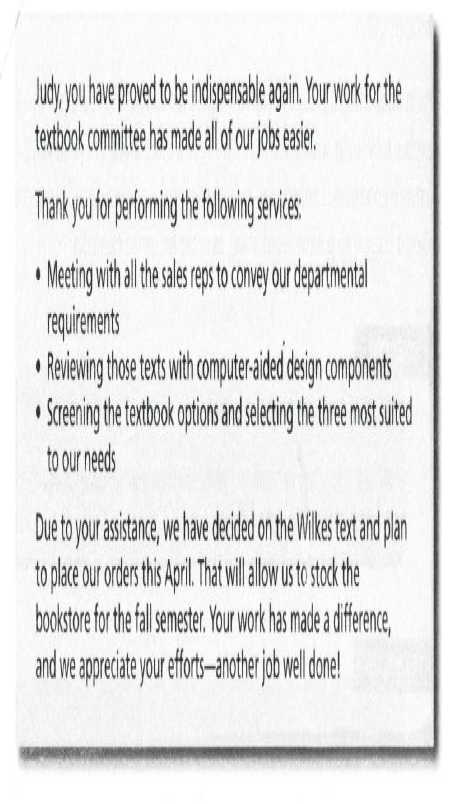 Judy, you have proved to be indispensable again. Your work for the
textbook committee has made all of our jobs easier.
Thank you for performing the following services:
• Meeting with all the sales reps to convey our departmental
requirements
• Reviewing those texts with computer-aided design components
• Screening the textbook options and selecting the three most suited
to our needs
Due to your assistance, we have decided on the Wilkes text and plan
to place our orders this April. That will allow us to stock the
bookstore for the fall semester. Your work has made a difference,
and we appreciate your efforts—another job well done!